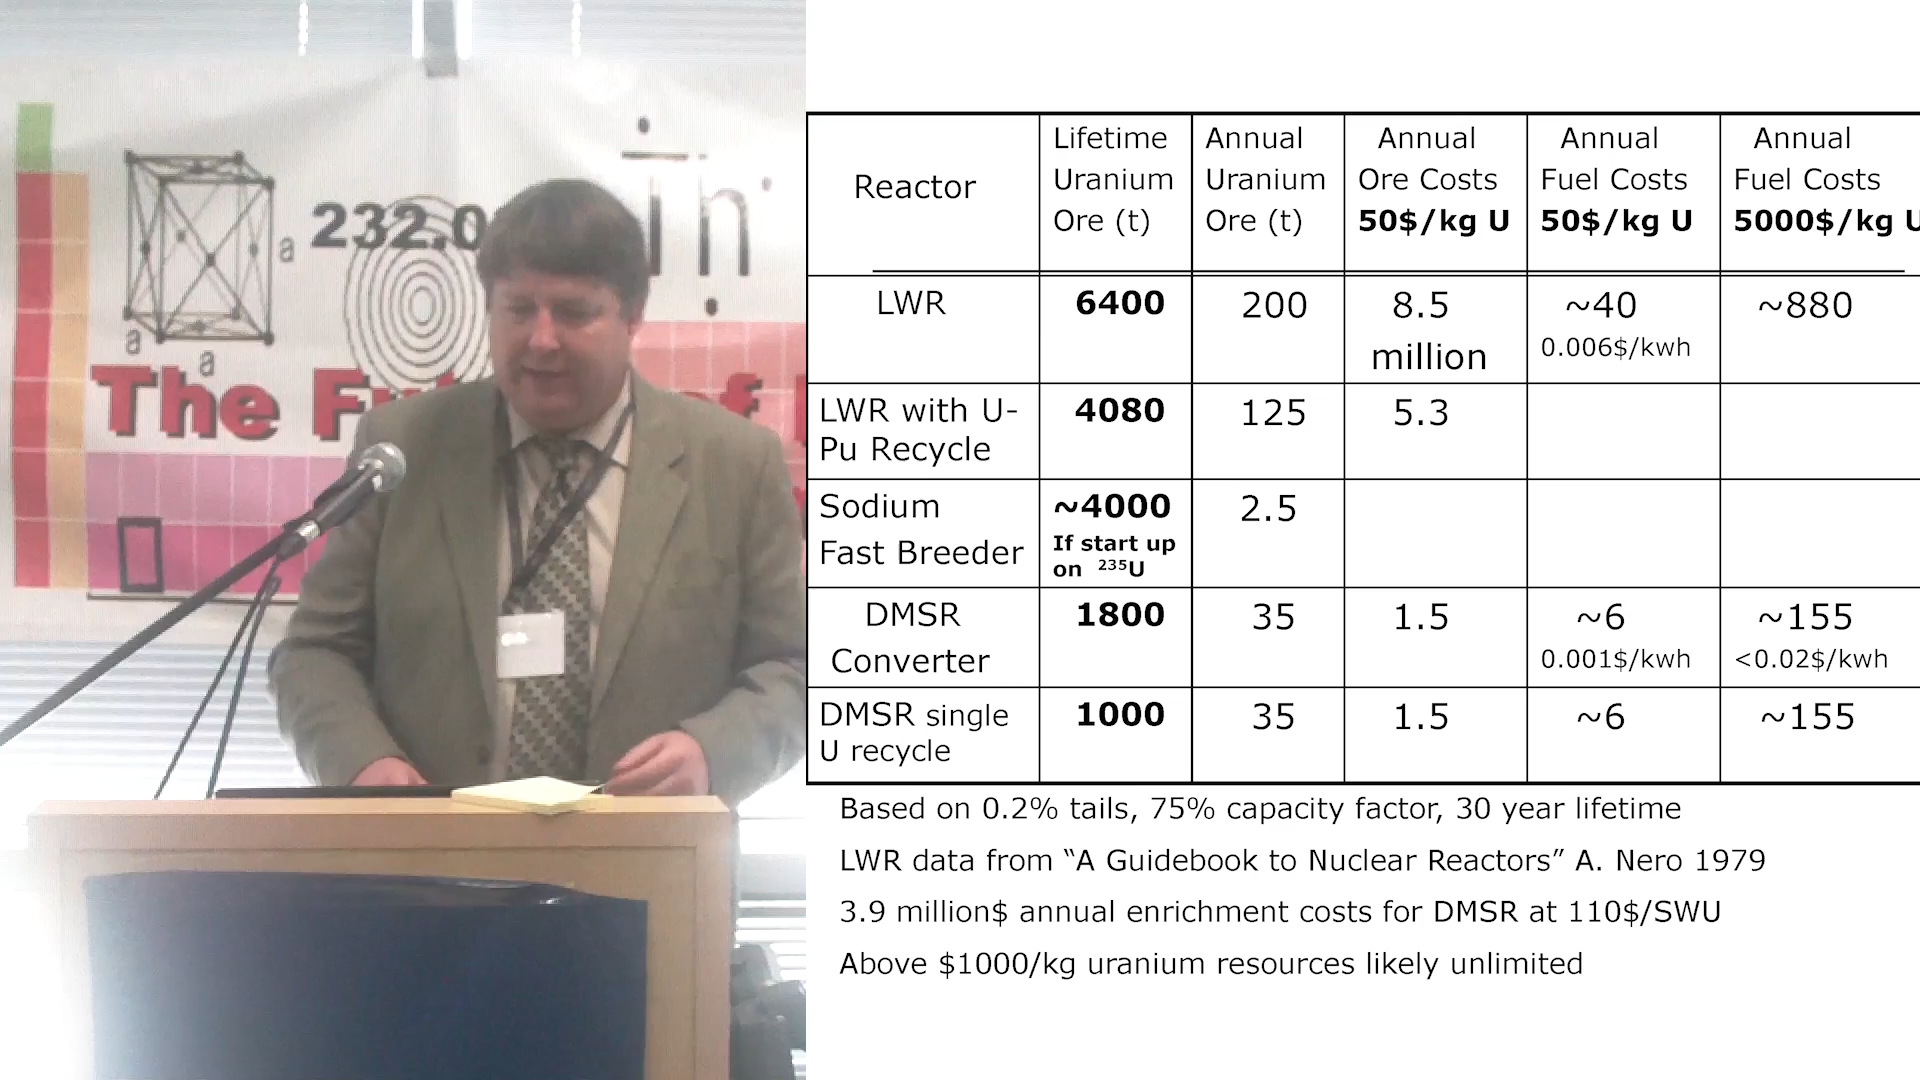 232.0
Th
a
a
a
The Fu
of
Reactor
Lifetime
Uranium
Ore (t)
Annual
Uranium
Ore (t)
Annual
Ore Costs
50$/kg U
Annual
Fuel Costs
50$/kg U
Annual
Fuel Costs
5000$/kg U
LWR
6400
200
8.5
million
~40
0.006$/kwh
~880
LWR with U-
Pu Recycle
4080
125
5.3
Sodium
Fast Breeder
~4000
If start up
on ²³⁵U
2.5
DMSR
Converter
1800
35
1.5
~6
0.001$/kwh
~155
<0.02$/kwh
DMSR single
U recycle
1000
35
1.5
~6
~155
Based on 0.2% tails, 75% capacity factor, 30 year lifetime
LWR data from “A Guidebook to Nuclear Reactors” A. Nero 1979
3.9 million$ annual enrichment costs for DMSR at 110$/SWU
Above $1000/kg uranium resources likely unlimited